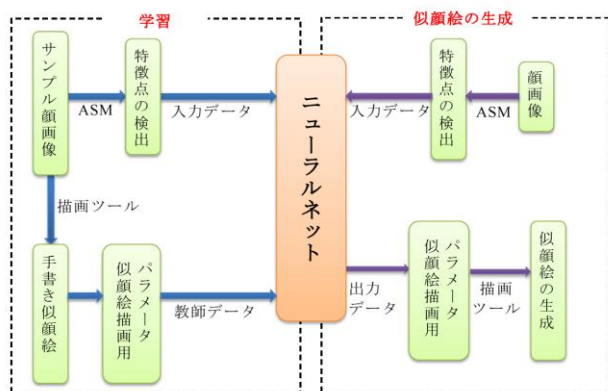 学習
似顔絵の生成
サンプル顔画像
ASM
特徴点の検出
入力データ
ニューラルネット
入力データ
特徴点の検出
ASM
顔画像
描画ツール
手書き似顔絵
似顔絵描画用
パラメータ
教師データ
出力
データ
似顔絵描画用
パラメータ
描画
ツール
似顔絵の生成